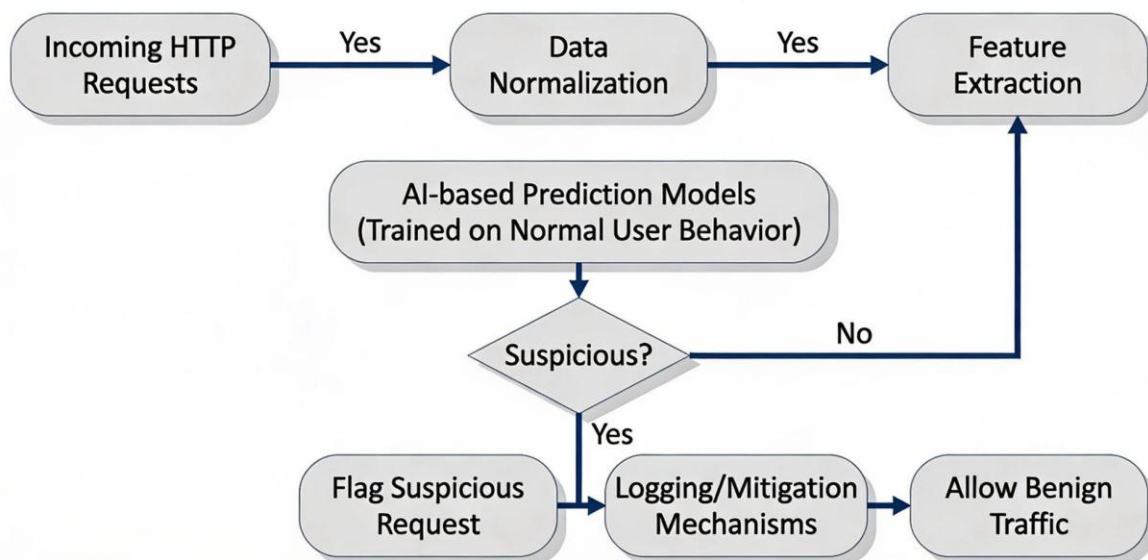 Incoming HTTP
Requests
Yes
Data
Normalization
Yes
Feature
Extraction
AI-based Prediction Models
(Trained on Normal User Behavior)
Suspicious?
No
Yes
Flag Suspicious
Request
Logging/Mitigation
Mechanisms
Allow Benign
Traffic